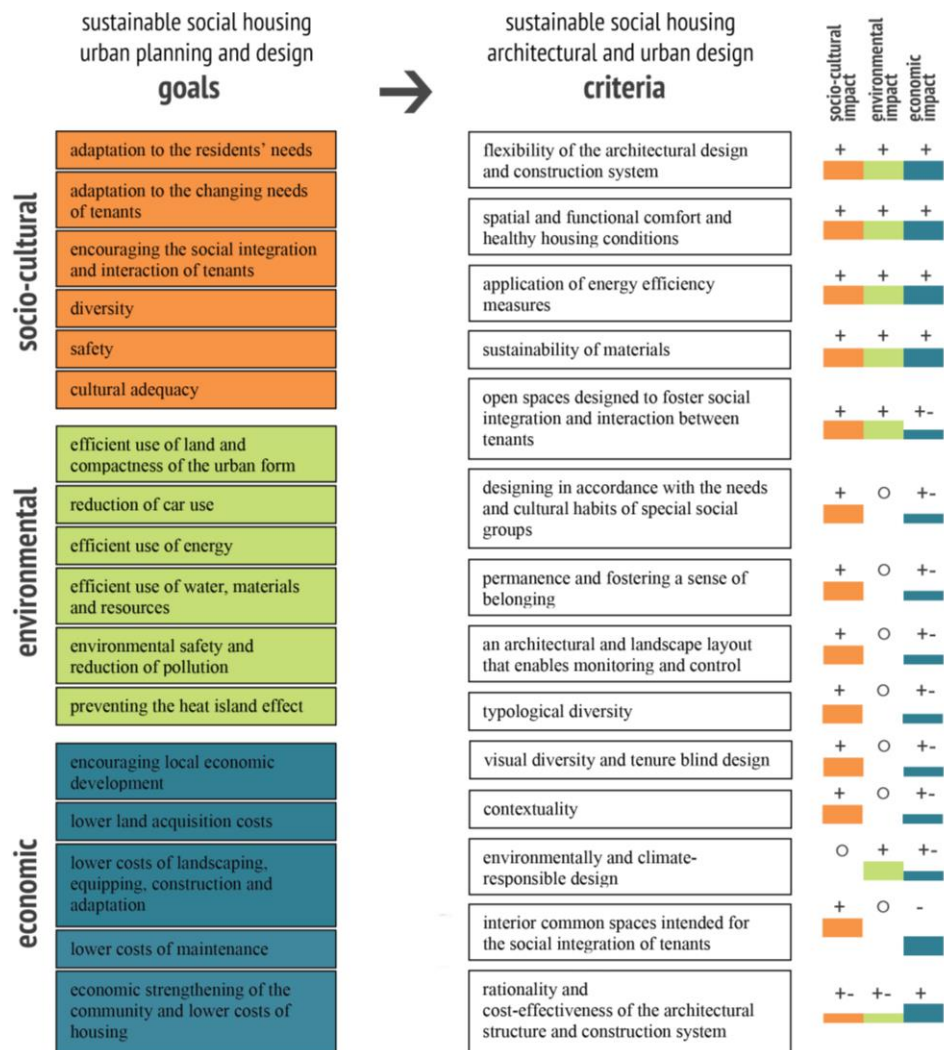 sustainable social housing
urban planning and design
goals
→
sustainable social housing
architectural and urban design
criteria
socio-cultural
impact
environmental
impact
economic
impact
socio-cultural
adaptation to the residents’ needs
adaptation to the changing needs
of tenants
encouraging the social integration
and interaction of tenants
diversity
safety
cultural adequacy
environmental
efficient use of land and
compactness of the urban form
reduction of car use
efficient use of energy
efficient use of water, materials
and resources
environmental safety and
reduction of pollution
preventing the heat island effect
economic
encouraging local economic
development
lower land acquisition costs
lower costs of landscaping,
equipping, construction and
adaptation
lower costs of maintenance
economic strengthening of the
community and lower costs of
housing
flexibility of the architectural design
and construction system
+ + +
spatial and functional comfort and
healthy housing conditions
+ + +
application of energy efficiency
measures
+ + +
sustainability of materials
+ + +
open spaces designed to foster social
integration and interaction between
tenants
+ + +-
designing in accordance with the needs
and cultural habits of special social
groups
+ O +-
permanence and fostering a sense of
belonging
+ O +-
an architectural and landscape layout
that enables monitoring and control
+ O +-
typological diversity
+ O +-
visual diversity and tenure blind design
+ O +-
contextuality
+ O +-
environmentally and climate-
responsible design
O + +-
interior common spaces intended for
the social integration of tenants
+ O -
rationality and
cost-effectiveness of the architectural
structure and construction system
+- +- +